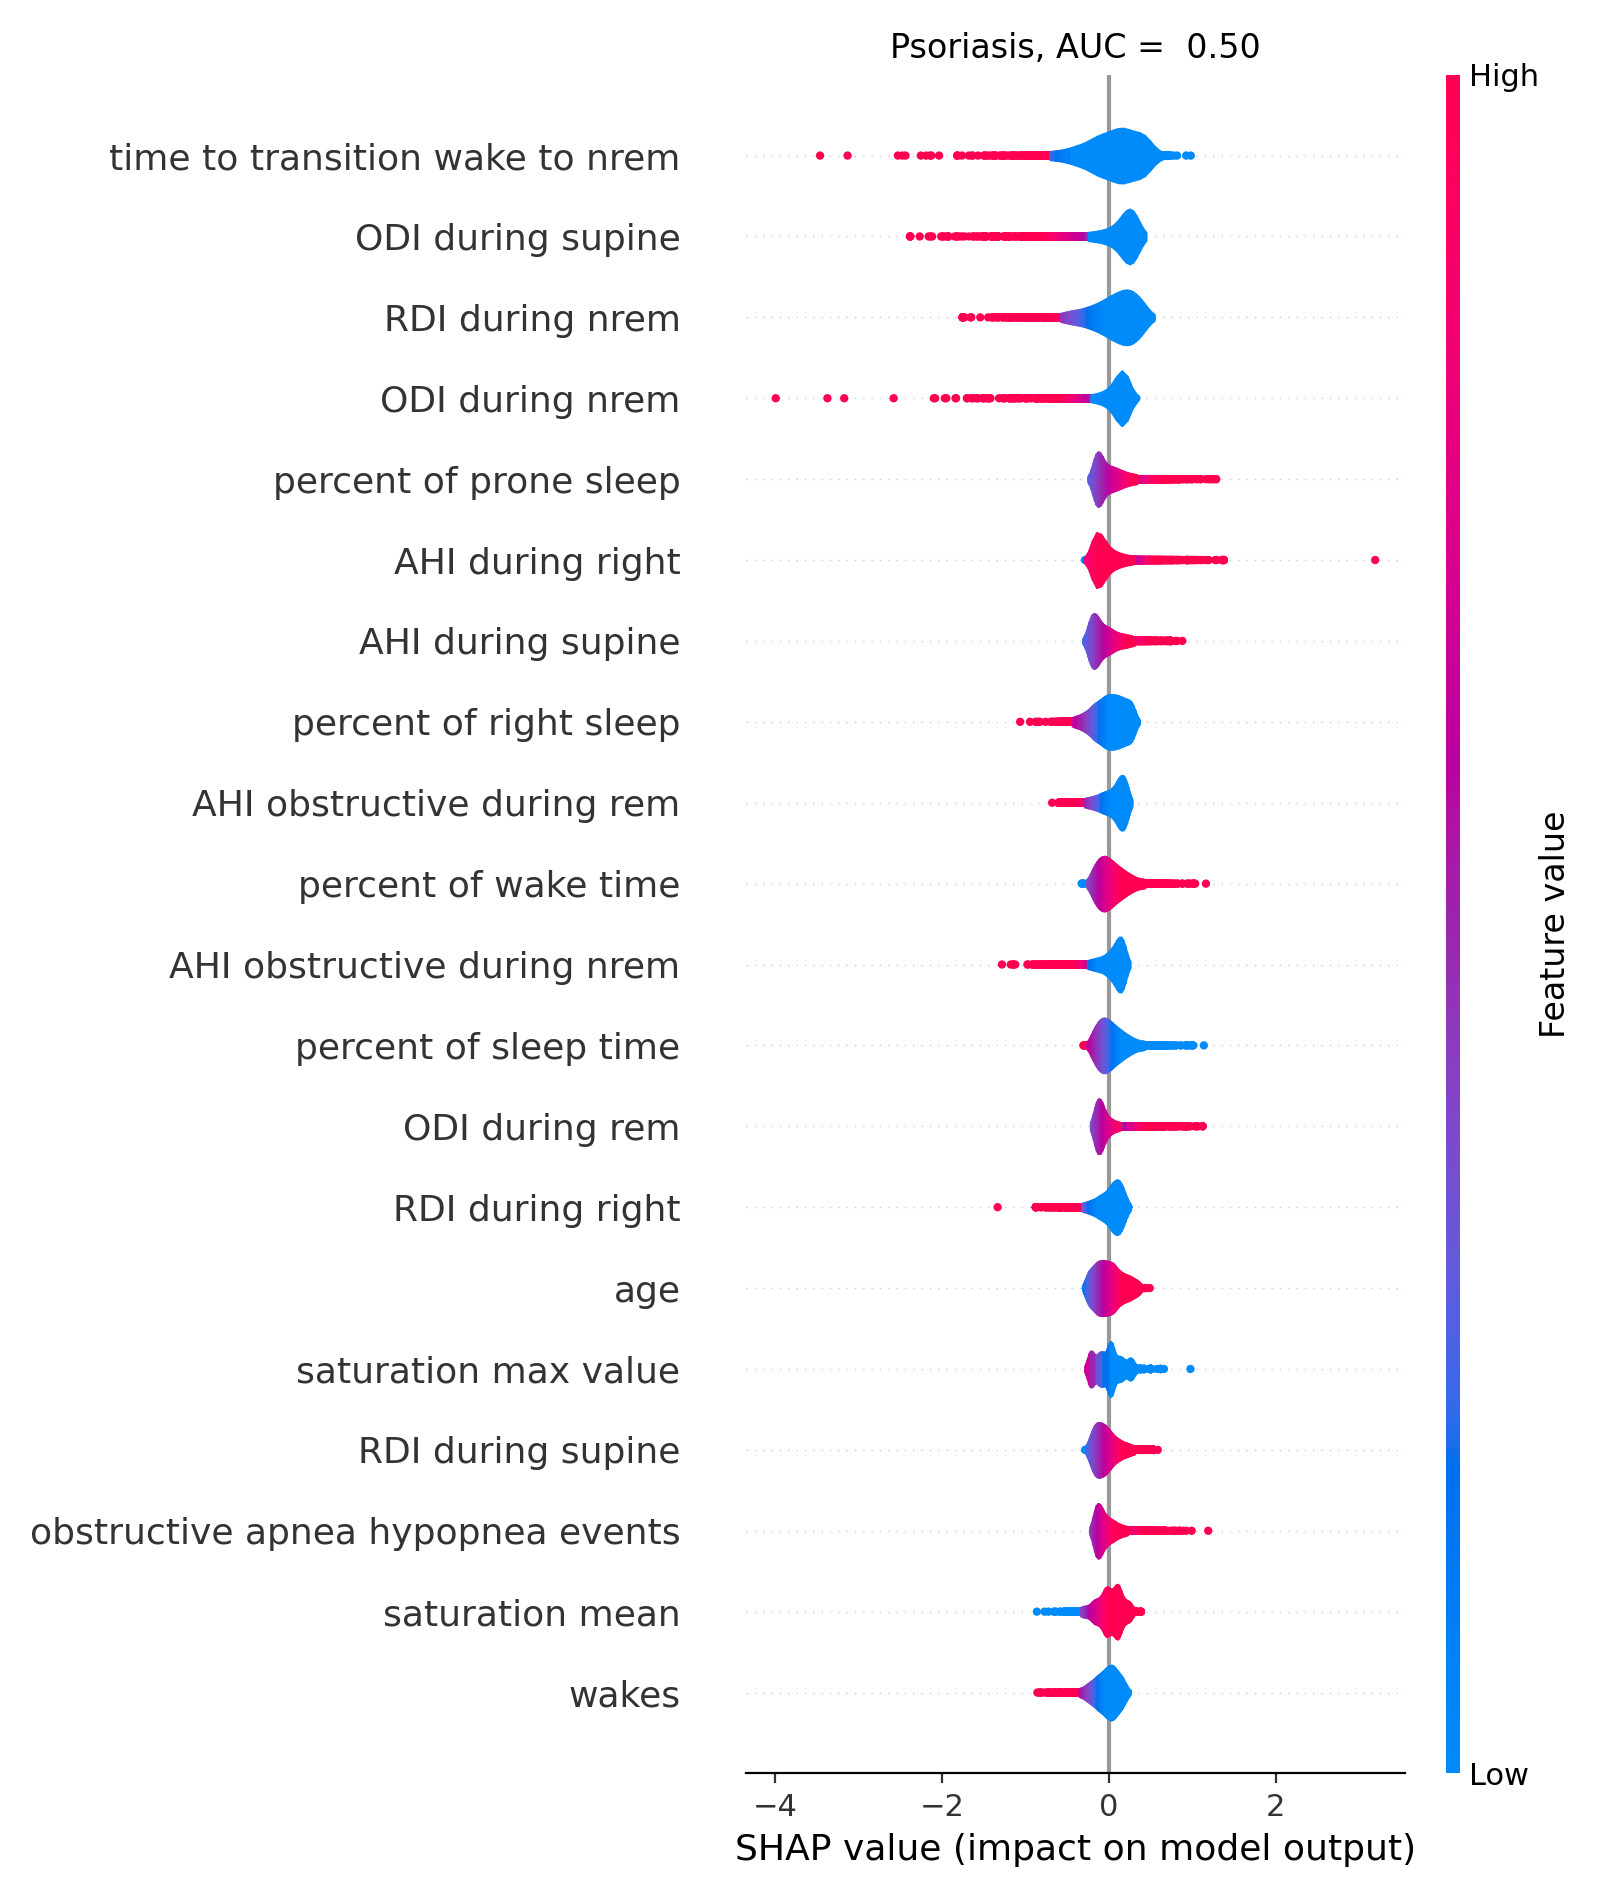 Psoriasis, AUC =  0.50
High
time to transition wake to nrem
ODI during supine
RDI during nrem
ODI during nrem
percent of prone sleep
AHI during right
AHI during supine
percent of right sleep
AHI obstructive during rem
percent of wake time
AHI obstructive during nrem
percent of sleep time
ODI during rem
RDI during right
age
saturation max value
RDI during supine
obstructive apnea hypopnea events
saturation mean
wakes
Feature value
Low
−4 −2 0 2
SHAP value (impact on model output)